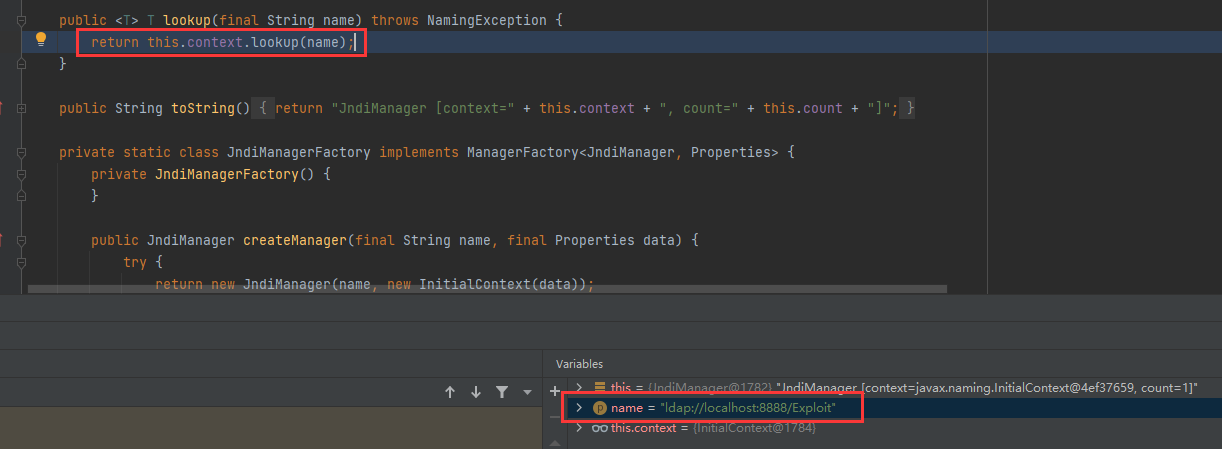 public <T> T lookup(final String name) throws NamingException {
return this.context.lookup(name);
}
public String toString() { return "JndiManager [context=" + this.context + ", count=" + this.count + "]"; }
private static class JndiManagerFactory implements ManagerFactory<JndiManager, Properties> {
private JndiManagerFactory() {
}
public JndiManager createManager(final String name, final Properties data) {
try {
return new JndiManager(name, new InitialContext(data));
Variables
this = {JndiManager@1782} "JndiManager [context=javax.naming.InitialContext@4ef37659, count=1]"
p name = "ldap://localhost:8888/Exploit"
this.context = {InitialContext@1784}